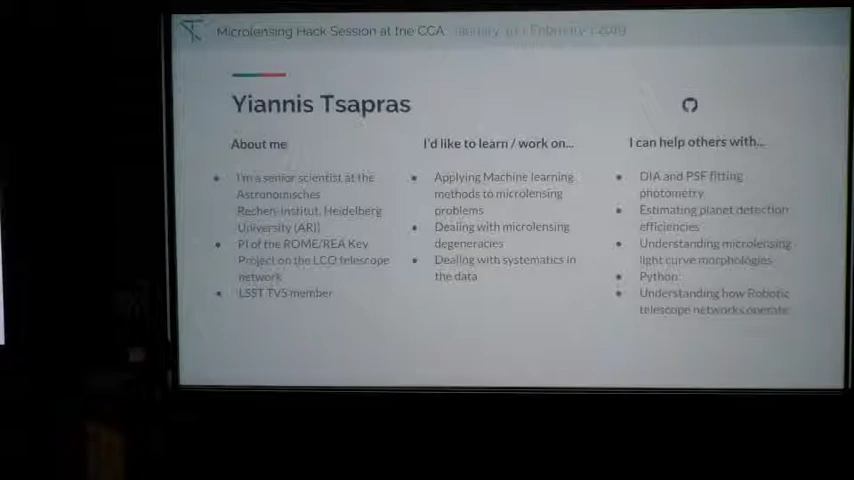 Microlensing Hack Session at the CCA January 30 - February 1 2019
Yiannis Tsapras
About me
I'm a senior scientist at the
Astronomisches
Rechen-Institut, Heidelberg
University (ARI)
PI of the ROME/REA Key
Project on the LCO telescope
network
LSST TVS member
I'd like to learn / work on...
Applying Machine learning
methods to microlensing
problems
Dealing with microlensing
degeneracies
Dealing with systematics in
the data
I can help others with...
DIA and PSF fitting
photometry
Estimating planet detection
efficiencies
Understanding microlensing
light curve morphologies
Python
Understanding how Robotic
telescope networks operate